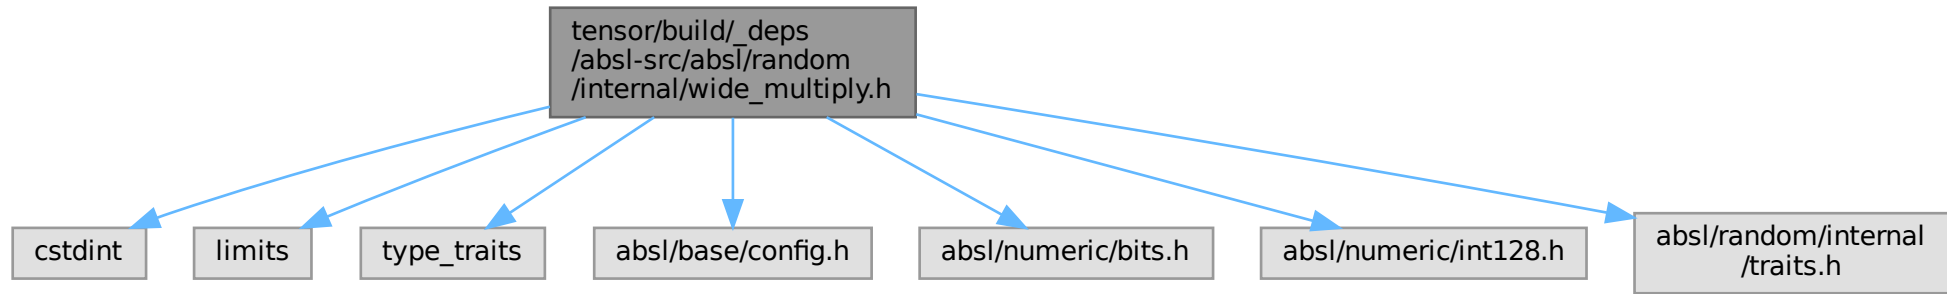 tensor/build/_deps
/absl-src/absl/random
/internal/wide_multiply.h
cstdint
limits
type_traits
absl/base/config.h
absl/numeric/bits.h
absl/numeric/int128.h
absl/random/internal
/traits.h